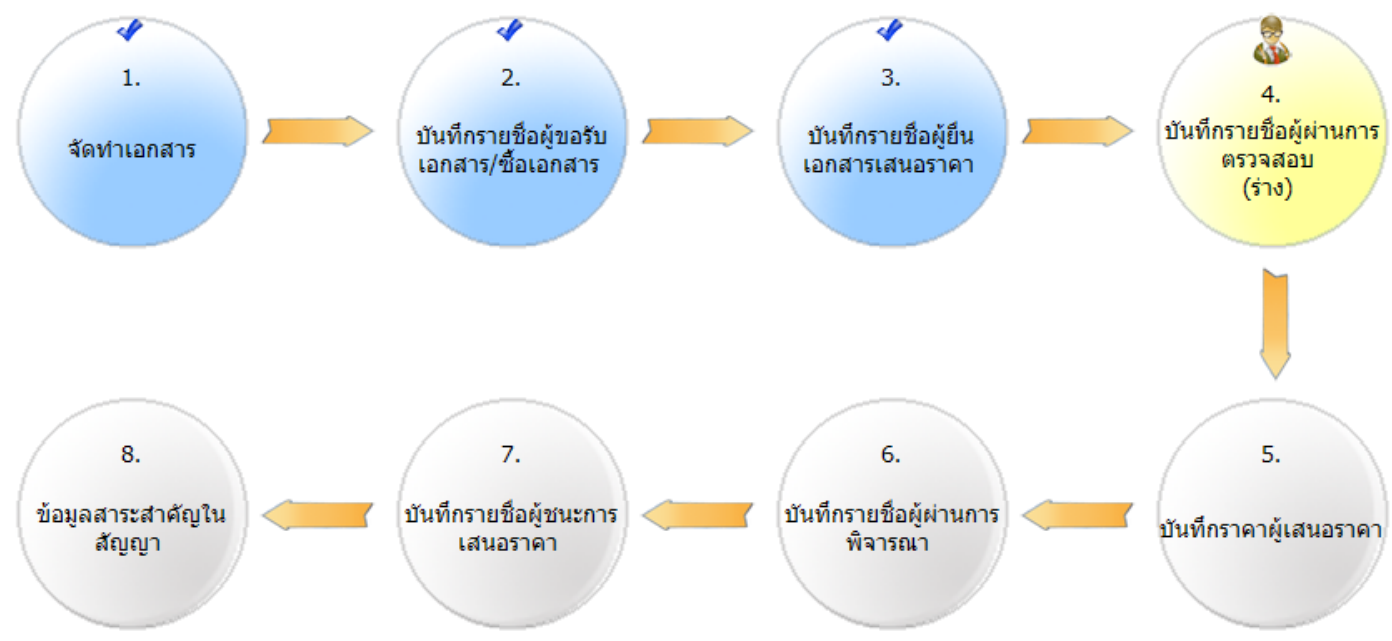 1.
จัดทำเอกสาร
2.
บันทึกรายชื่อผู้ขอรับ
เอกสาร/ซื้อเอกสาร
3.
บันทึกรายชื่อผู้ยื่น
เอกสารเสนอราคา
4.
บันทึกรายชื่อผู้ผ่านการ
ตรวจสอบ
(ร่าง)
5.
บันทึกราคาผู้เสนอราคา
6.
บันทึกรายชื่อผู้ผ่านการ
พิจารณา
7.
บันทึกรายชื่อผู้ชนะการ
เสนอราคา
8.
ข้อมูลสาระสำคัญใน
สัญญา